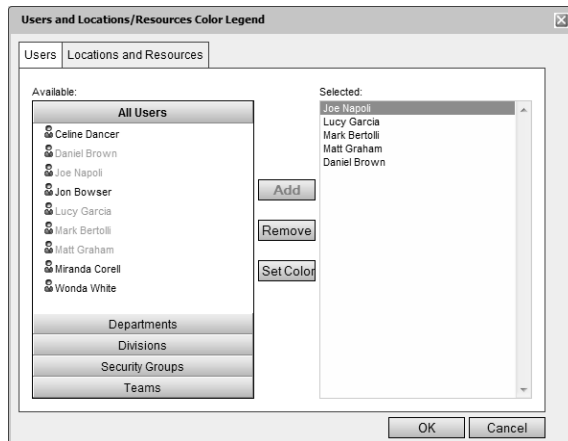 Users and Locations/Resources Color Legend
Users
Locations and Resources
Available:
All Users
Celine Dancer
Daniel Brown
Joe Napoli
Jon Bowser
Lucy Garcia
Mark Bertolli
Matt Graham
Miranda Corell
Wonda White
Departments
Divisions
Security Groups
Teams
Add
Remove
Set Color
Selected:
Joe Napoli
Lucy Garcia
Mark Bertolli
Matt Graham
Daniel Brown
OK
Cancel